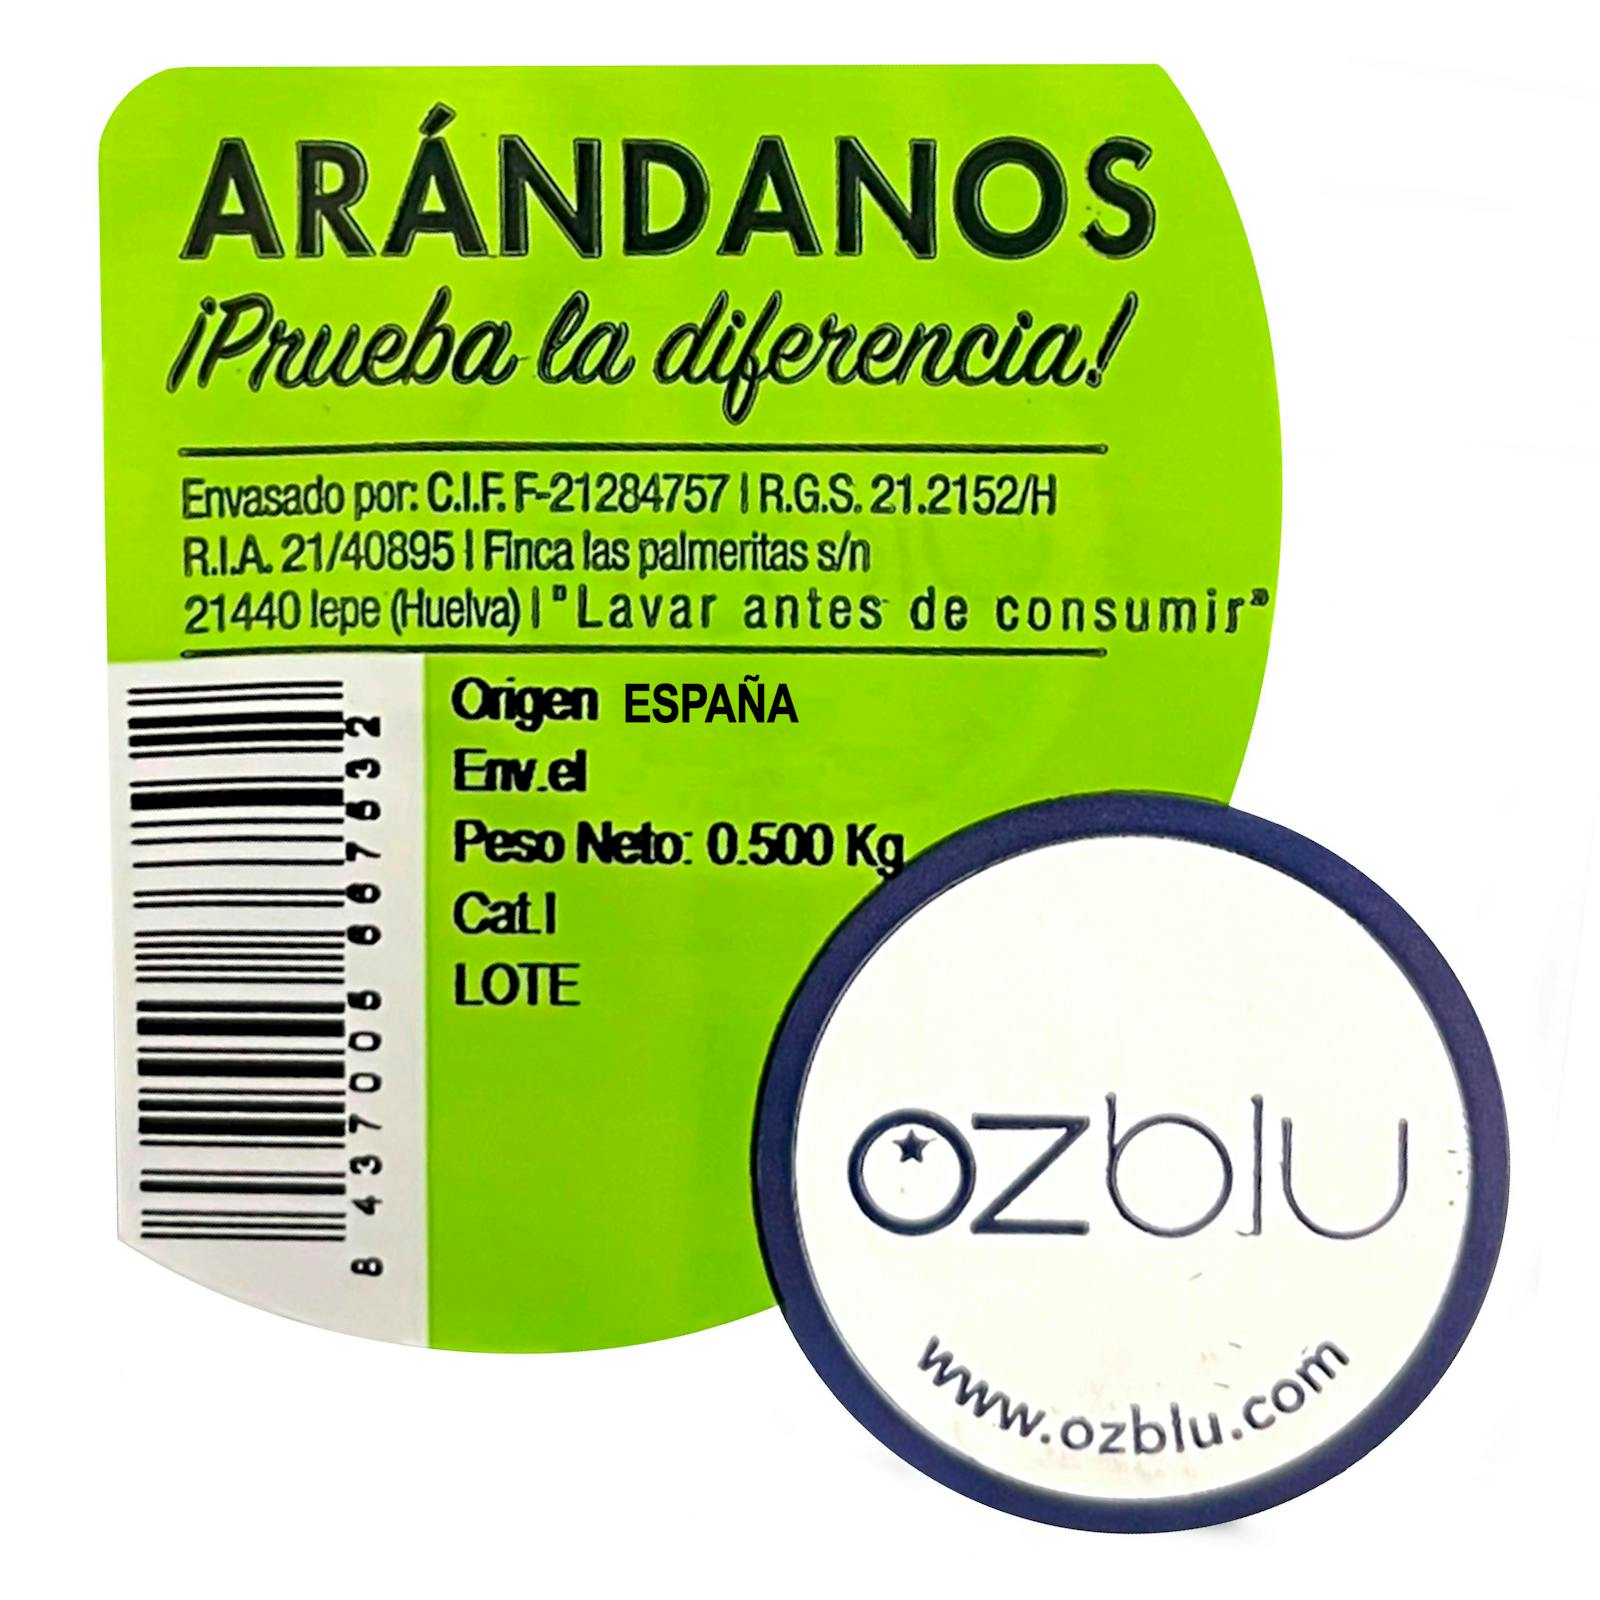 ARÁNDANOS
¡Prueba la diferencia!
Envasado por: C.I.F. F-21284757 | R.G.S. 21.2152/H
R.I.A. 21/40895 | Finca las palmeritas s/n
21440 lepe (Huelva) | "Lavar antes de consumir"
Origen ESPAÑA
Env.el
Peso Neto: 0.500 Kg
Cat.I
LOTE
8 437005 667632
ozblu
www.ozblu.com